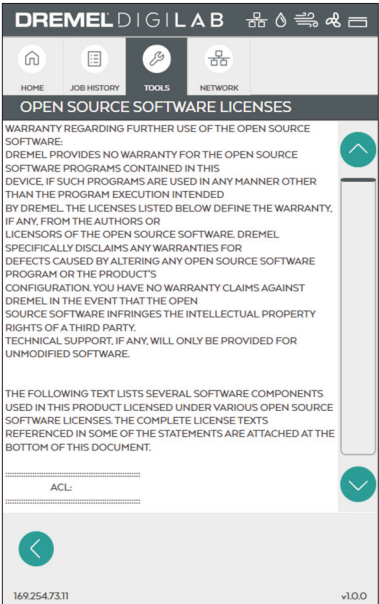 DREMEL DIGILAB
HOME
JOB HISTORY
TOOLS
NETWORK
OPEN SOURCE SOFTWARE LICENSES
WARRANTY REGARDING FURTHER USE OF THE OPEN SOURCE
SOFTWARE:
DREMEL PROVIDES NO WARRANTY FOR THE OPEN SOURCE
SOFTWARE PROGRAMS CONTAINED IN THIS
DEVICE, IF SUCH PROGRAMS ARE USED IN ANY MANNER OTHER
THAN THE PROGRAM EXECUTION INTENDED
BY DREMEL. THE LICENSES LISTED BELOW DEFINE THE WARRANTY,
IF ANY, FROM THE AUTHORS OR
LICENSORS OF THE OPEN SOURCE SOFTWARE. DREMEL
SPECIFICALLY DISCLAIMS ANY WARRANTIES FOR
DEFECTS CAUSED BY ALTERING ANY OPEN SOURCE SOFTWARE
PROGRAM OR THE PRODUCT'S
CONFIGURATION. YOU HAVE NO WARRANTY CLAIMS AGAINST
DREMEL IN THE EVENT THAT THE OPEN
SOURCE SOFTWARE INFRINGES THE INTELLECTUAL PROPERTY
RIGHTS OF A THIRD PARTY.
TECHNICAL SUPPORT, IF ANY, WILL ONLY BE PROVIDED FOR
UNMODIFIED SOFTWARE.
THE FOLLOWING TEXT LISTS SEVERAL SOFTWARE COMPONENTS
USED IN THIS PRODUCT LICENSED UNDER VARIOUS OPEN SOURCE
SOFTWARE LICENSES. THE COMPLETE LICENSE TEXTS
REFERENCED IN SOME OF THE STATEMENTS ARE ATTACHED AT THE
BOTTOM OF THIS DOCUMENT.
ACL:
169.254.73.11
v1.0.0